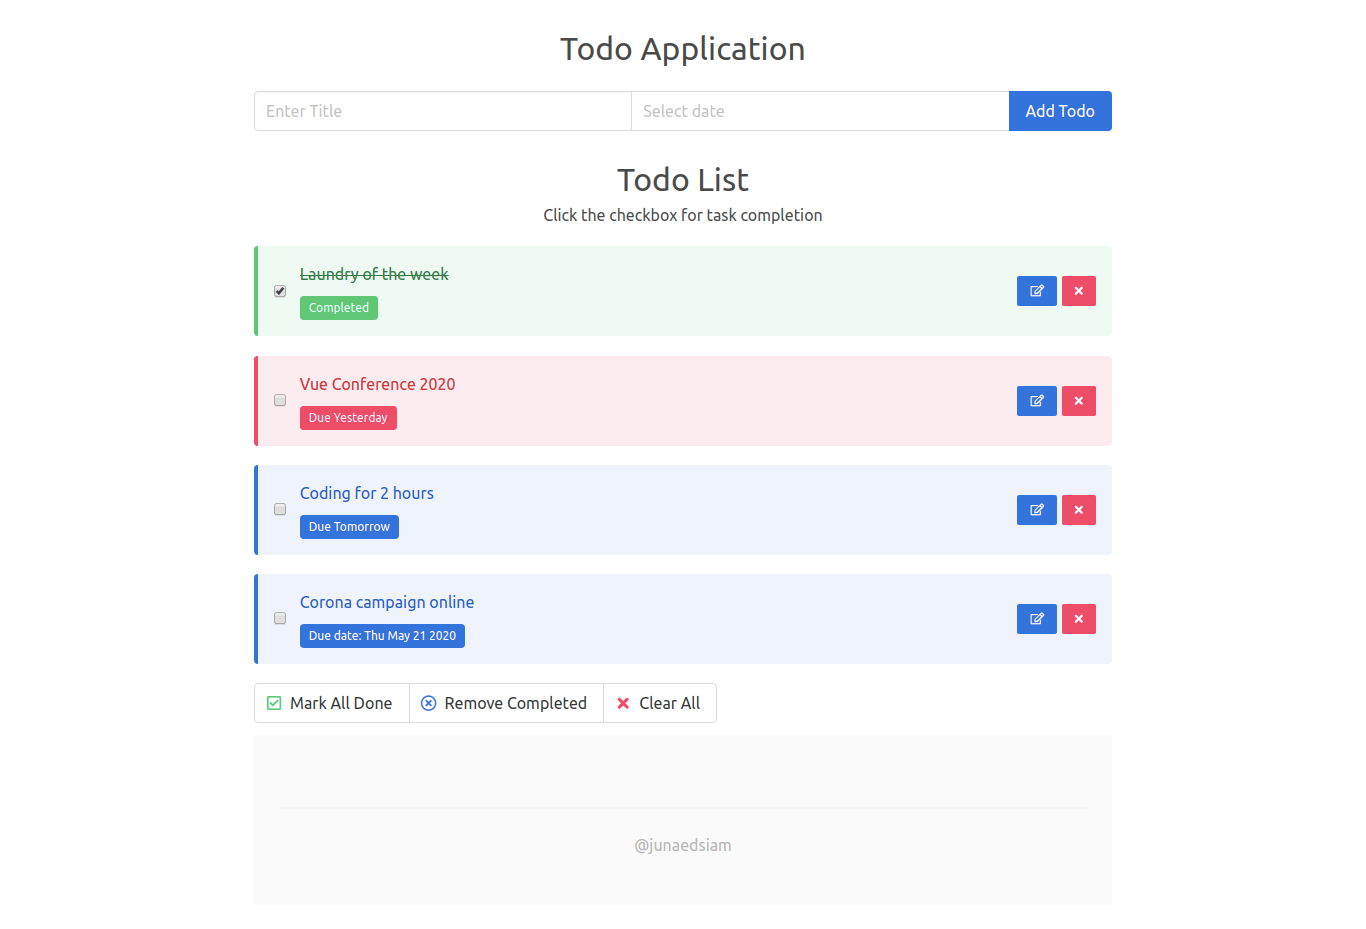 Todo Application
Enter Title
Select date
Add Todo
Todo List
Click the checkbox for task completion
Laundry of the week
Completed
Vue Conference 2020
Due Yesterday
Coding for 2 hours
Due Tomorrow
Corona campaign online
Due date: Thu May 21 2020
Mark All Done
Remove Completed
Clear All
@junaedsiam